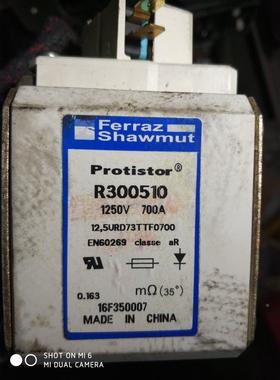 Ferraz
Shawmut
Protistor®
R300510
1250V 700A
12,5URD73TTF0700
EN60269 classe aR
0.163 mΩ (35°)
16F350007
MADE IN CHINA
SHOT ON MI 6
MI DUAL CAMERA